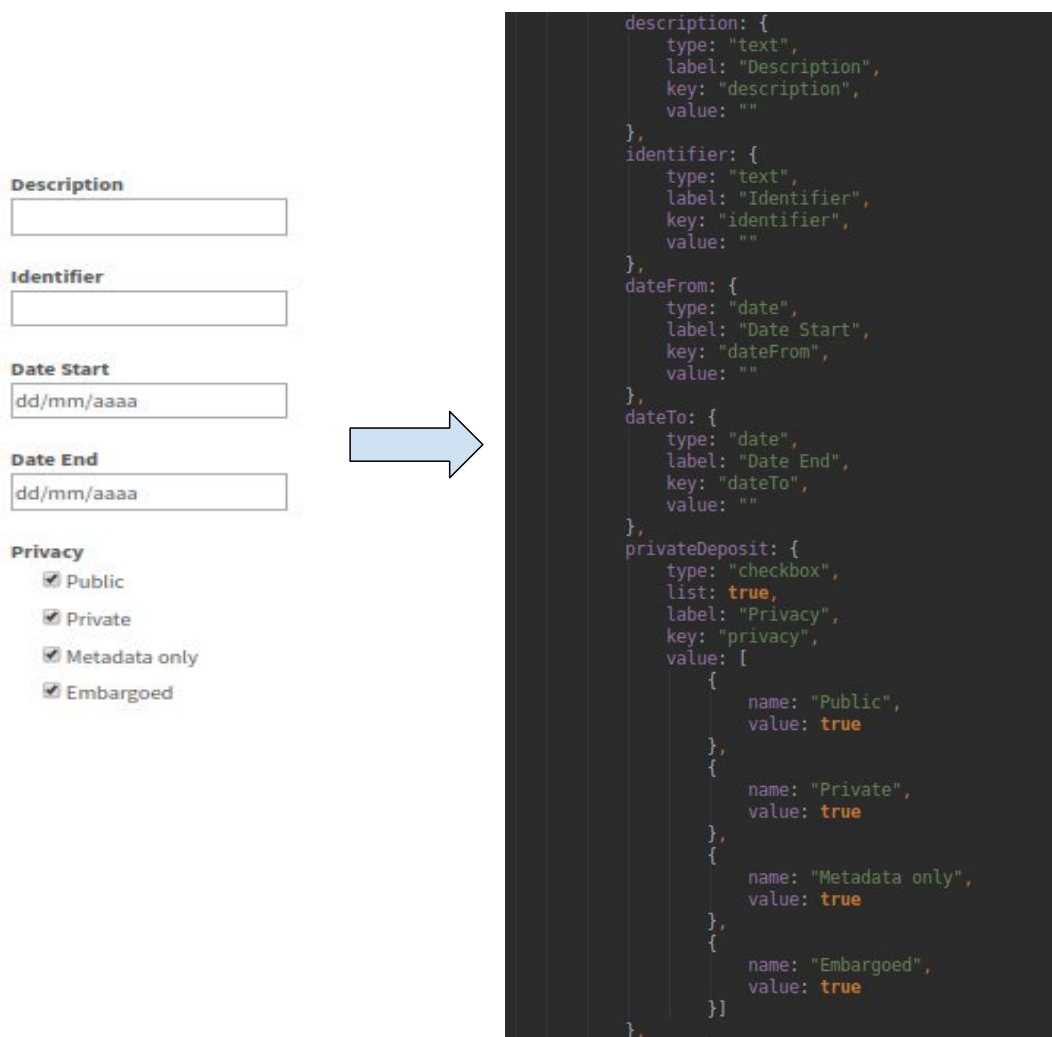 Description
Identifier
Date Start
dd/mm/aaaa
Date End
dd/mm/aaaa
Privacy
Public
Private
Metadata only
Embargoed
description: {
type: "text",
label: "Description",
key: "description",
value: ""
},
identifier: {
type: "text",
label: "Identifier",
key: "identifier",
value: ""
},
dateFrom: {
type: "date",
label: "Date Start",
key: "dateFrom",
value: ""
},
dateTo: {
type: "date",
label: "Date End",
key: "dateTo",
value: ""
},
privateDeposit: {
type: "checkbox",
list: true,
label: "Privacy",
key: "privacy",
value: [
{
name: "Public",
value: true
},
{
name: "Private",
value: true
},
{
name: "Metadata only",
value: true
},
{
name: "Embargoed",
value: true
}]
},